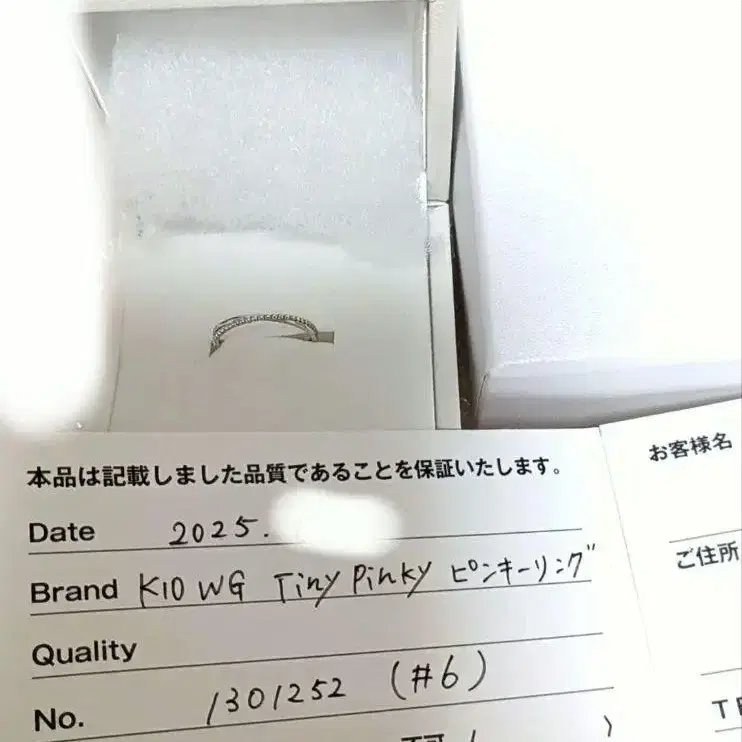 本品は記載しました品質であることを保証いたします。
Date 2025.
Brand K10 WG Tiny Pinky ピンキーリング
Quality
No. 1301252 (#6)
お客様名
ご住所